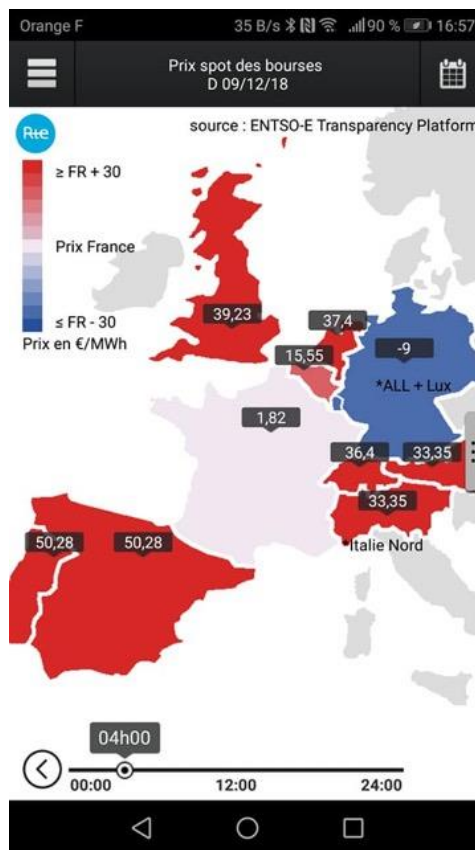 Orange F 35 B/s 90 % 16:57
Prix spot des bourses
D 09/12/18
Rte
source : ENTSO-E Transparency Platform
≥ FR + 30
Prix France
≤ FR - 30
Prix en €/MWh
39,23
37,4
15,55
-9
*ALL + Lux
1,82
36,4
33,35
33,35
*Italie Nord
50,28
50,28
04h00
00:00 12:00 24:00